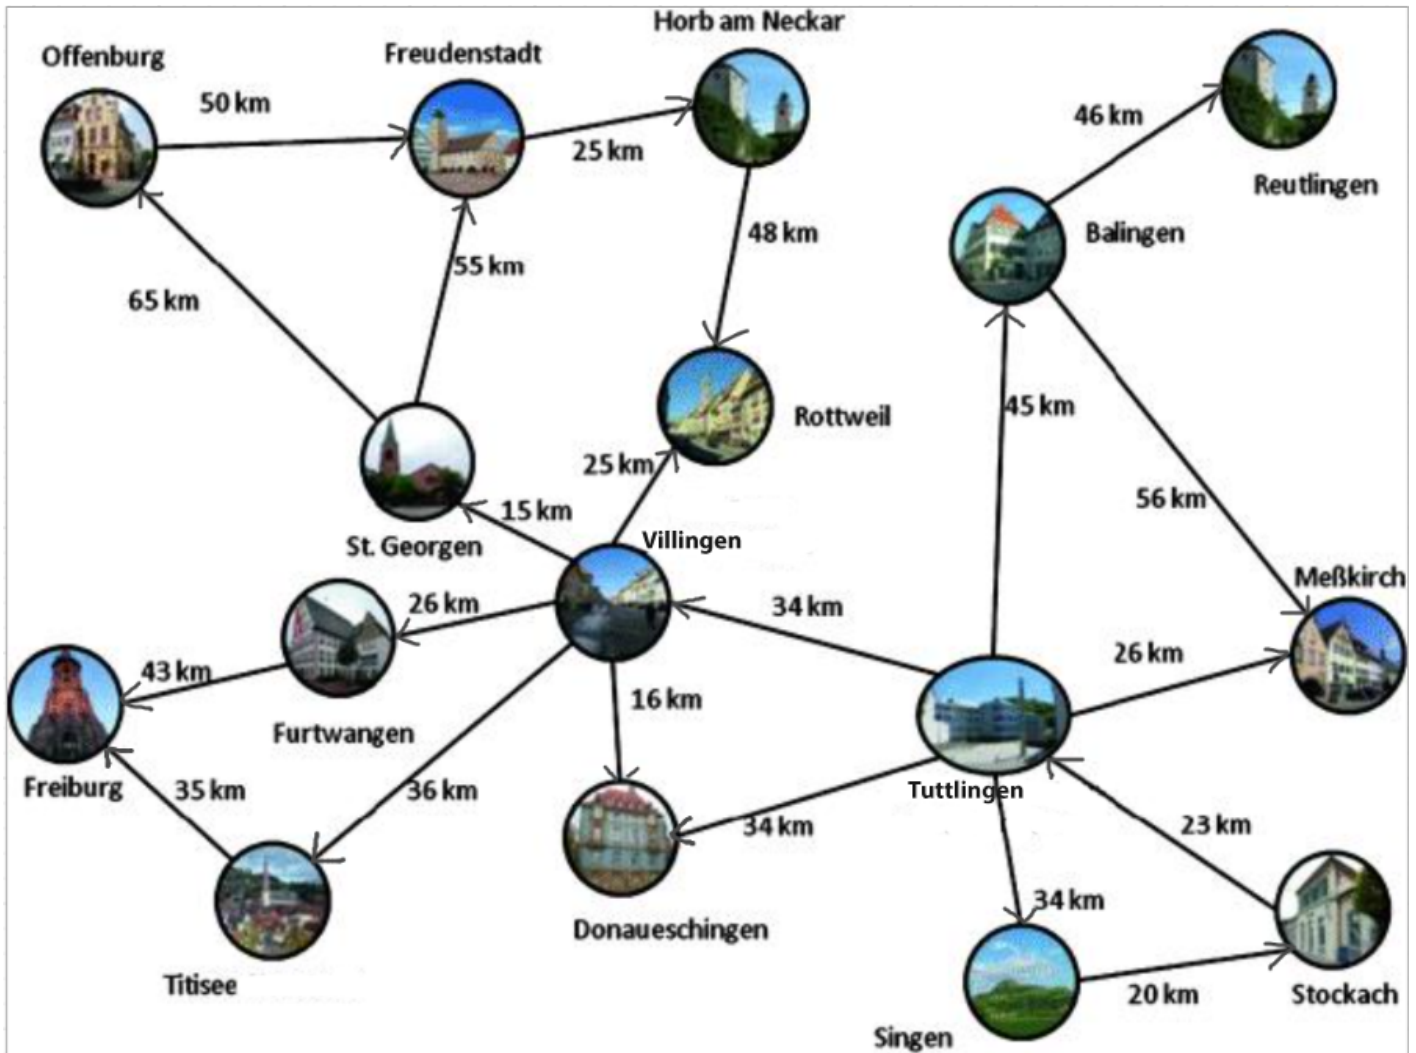 Horb am Neckar
Offenburg
Freudenstadt
50 km
25 km
46 km
Reutlingen
Balingen
48 km
55 km
65 km
Rottweil
45 km
25 km
15 km
56 km
St. Georgen
Villingen
Meßkirch
26 km
34 km
43 km
26 km
16 km
Furtwangen
Freiburg
35 km
36 km
Tuttlingen
34 km
23 km
34 km
Donaueschingen
Titisee
20 km
Stockach
Singen